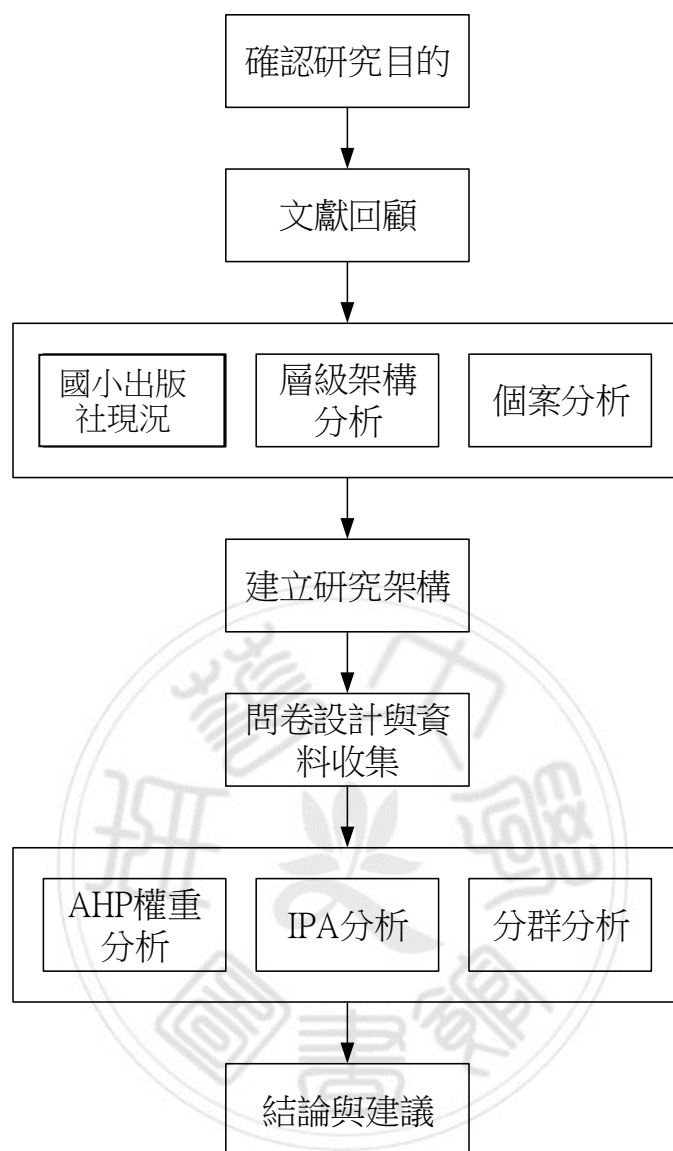 確認研究目的
文獻回顧
國小出版
社現況
層級架構
分析
個案分析
建立研究架構
問卷設計與資
料收集
AHP權重
分析
IPA分析
分群分析
結論與建議